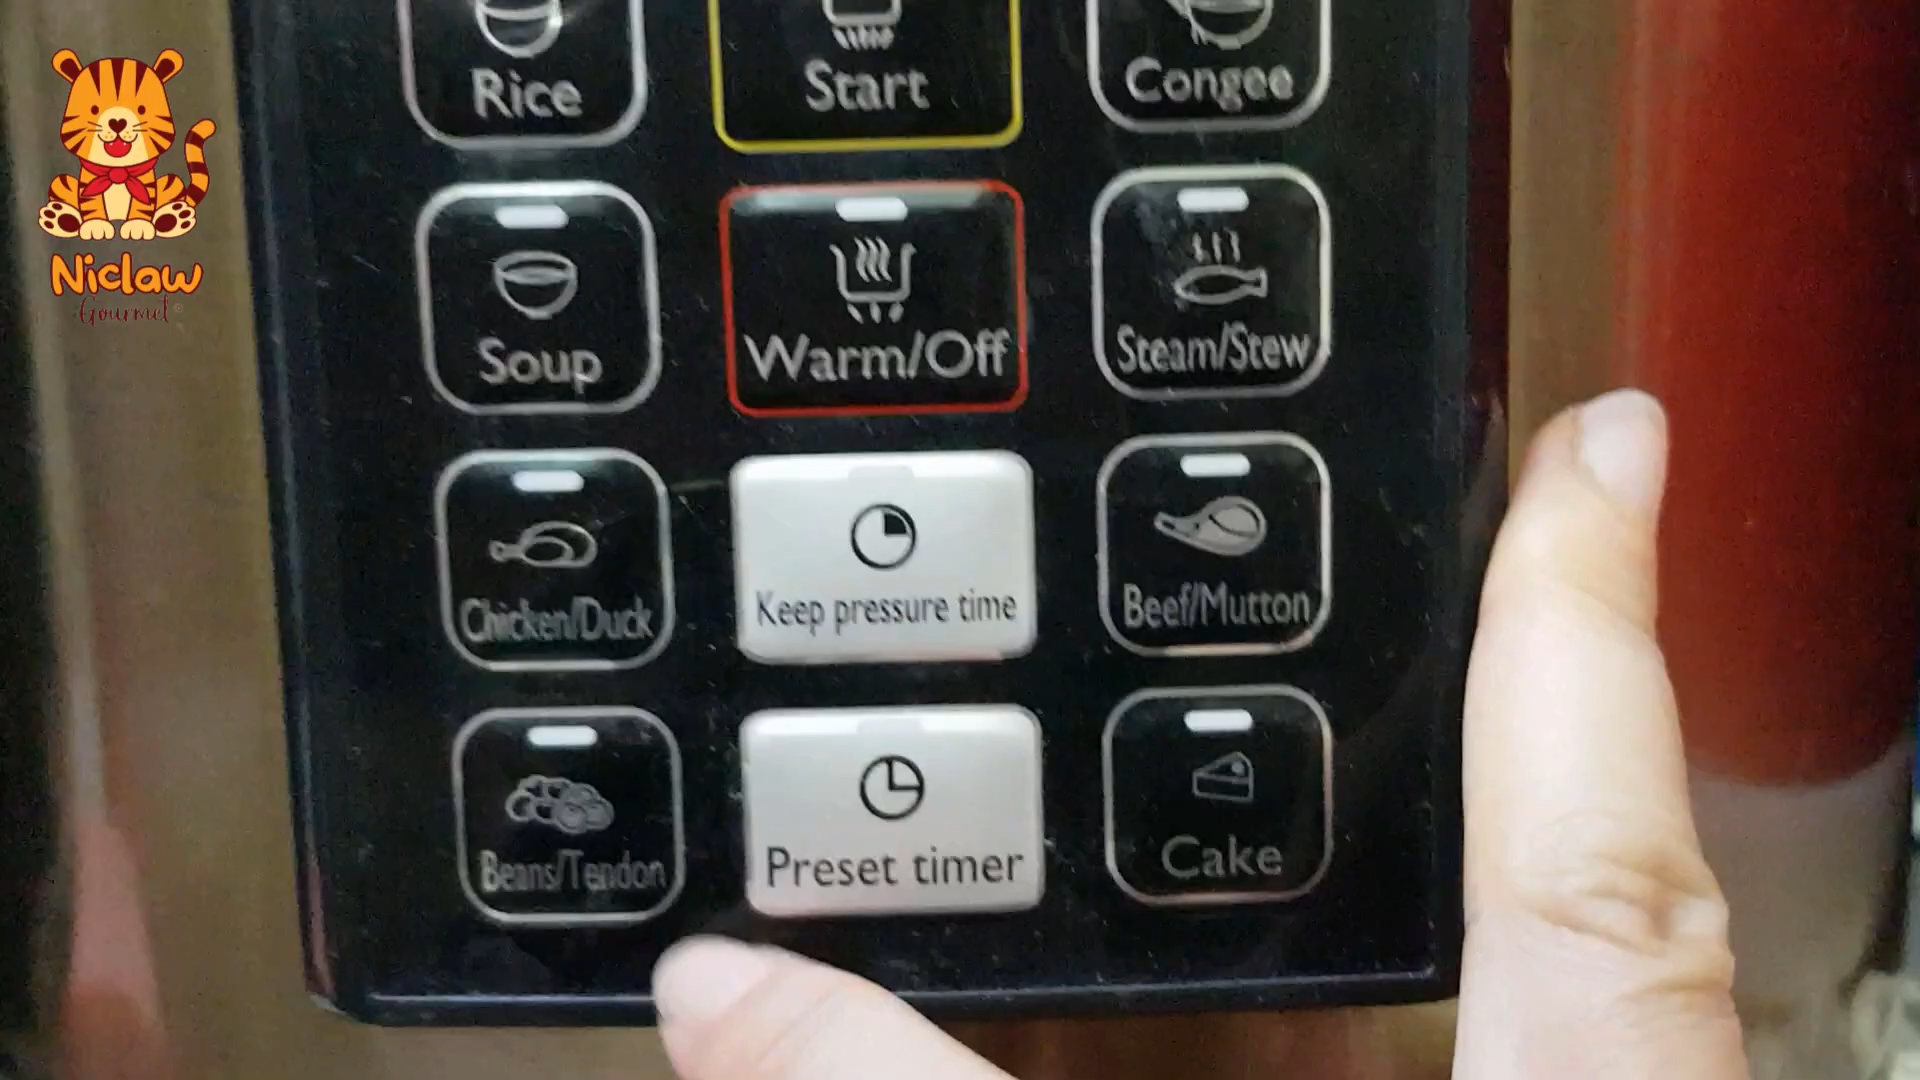 Niclaw
Gourmet
Rice
Start
Congee
Soup
Warm/Off
Steam/Stew
Chicken/Duck
Keep pressure time
Beef/Mutton
Beans/Tendon
Preset timer
Cake